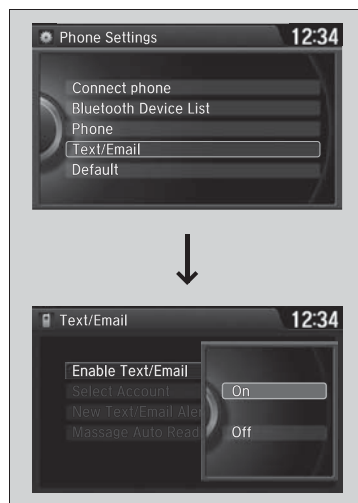 Phone Settings 12:34
Connect phone
Bluetooth Device List
Phone
Text/Email
Default
Text/Email 12:34
Enable Text/Email
Select Account
New Text/Email Aler
Massage Auto Read
On
Off